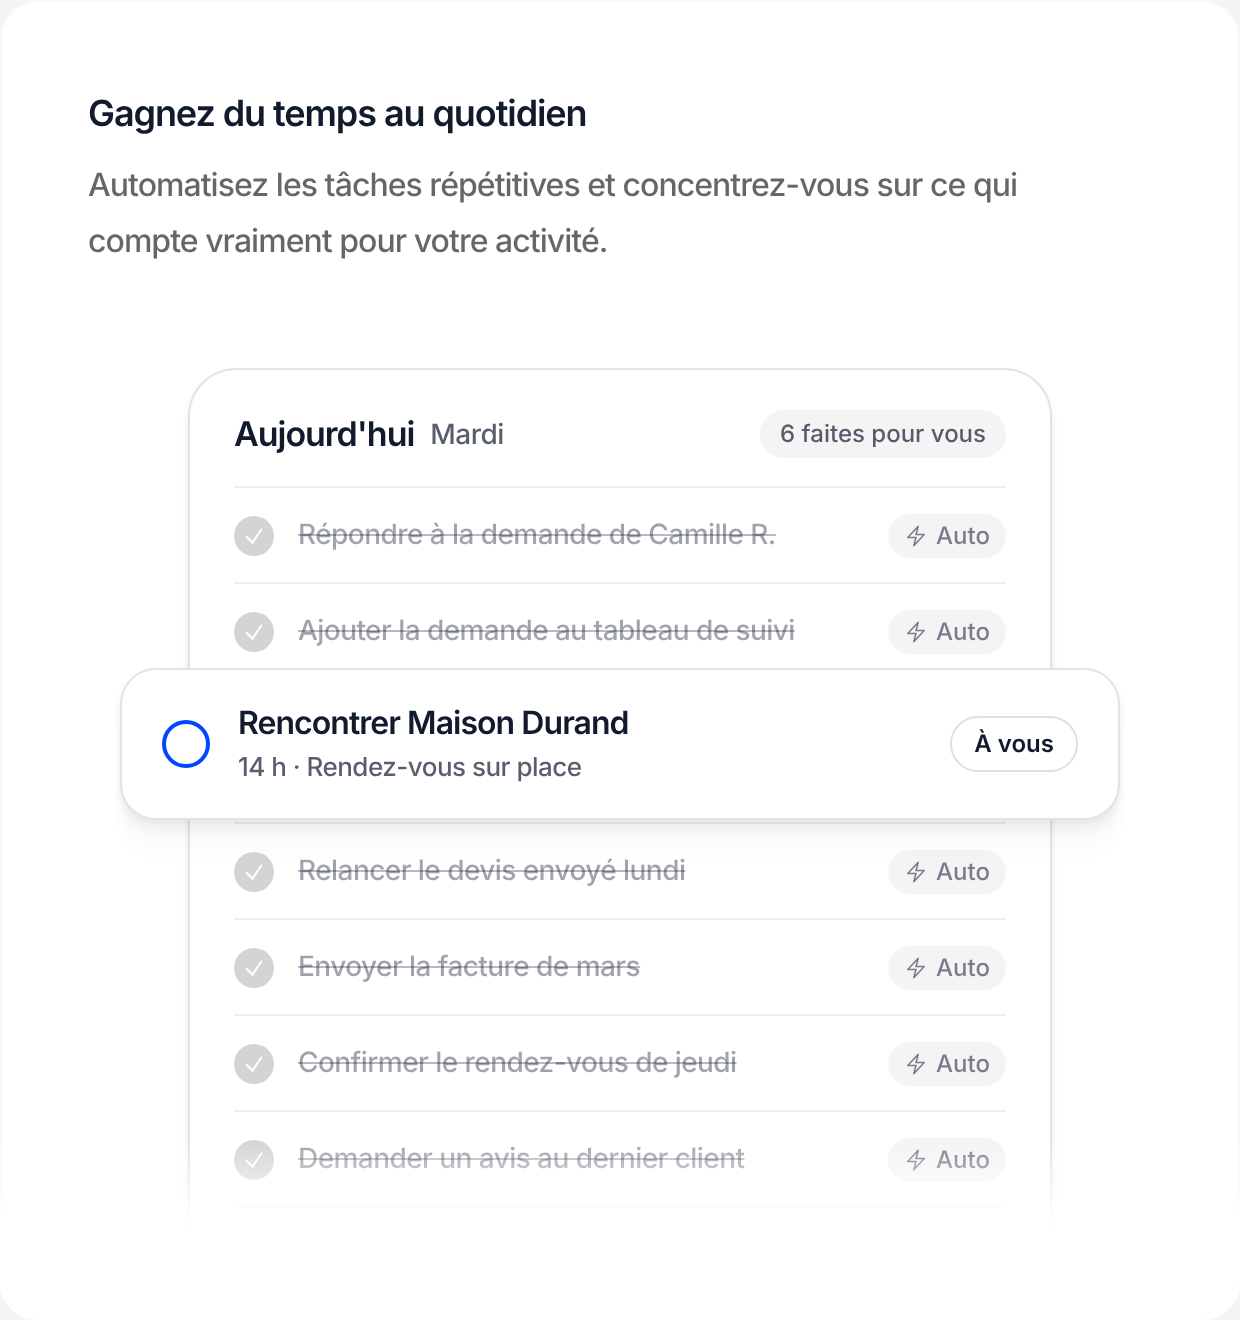 Gagnez du temps au quotidien
Automatisez les tâches répétitives et concentrez-vous sur ce qui
compte vraiment pour votre activité.
Aujourd'hui Mardi 6 faites pour vous
Répondre à la demande de Camille R. Auto
Ajouter la demande au tableau de suivi Auto
Rencontrer Maison Durand
14 h · Rendez-vous sur place
À vous
Relancer le devis envoyé lundi Auto
Envoyer la facture de mars Auto
Confirmer le rendez-vous de jeudi Auto
Demander un avis au dernier client Auto